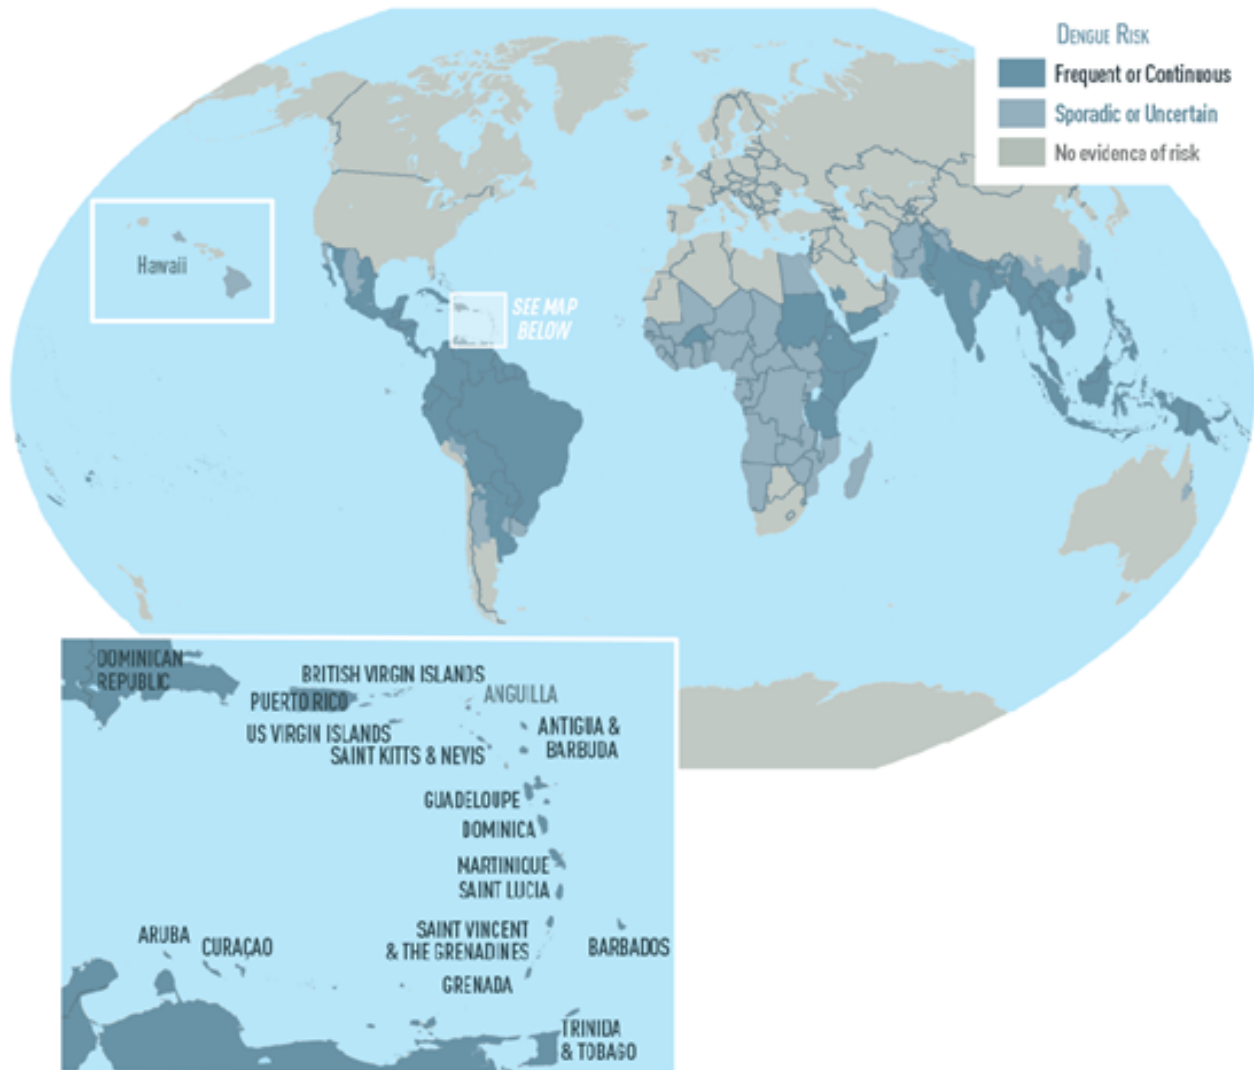 DENGUE RISK
Frequent or Continuous
Sporadic or Uncertain
No evidence of risk
Hawaii
SEE MAP
BELOW
DOMINICAN
REPUBLIC
BRITISH VIRGIN ISLANDS
PUERTO RICO
ANGUILLA
US VIRGIN ISLANDS
ANTIGUA &
BARBUDA
SAINT KITTS & NEVIS
GUADELOUPE
DOMINICA
MARTINIQUE
SAINT LUCIA
SAINT VINCENT
& THE GRENADINES
BARBADOS
ARUBA
CURAÇAO
GRENADA
TRINIDA
& TOBAGO